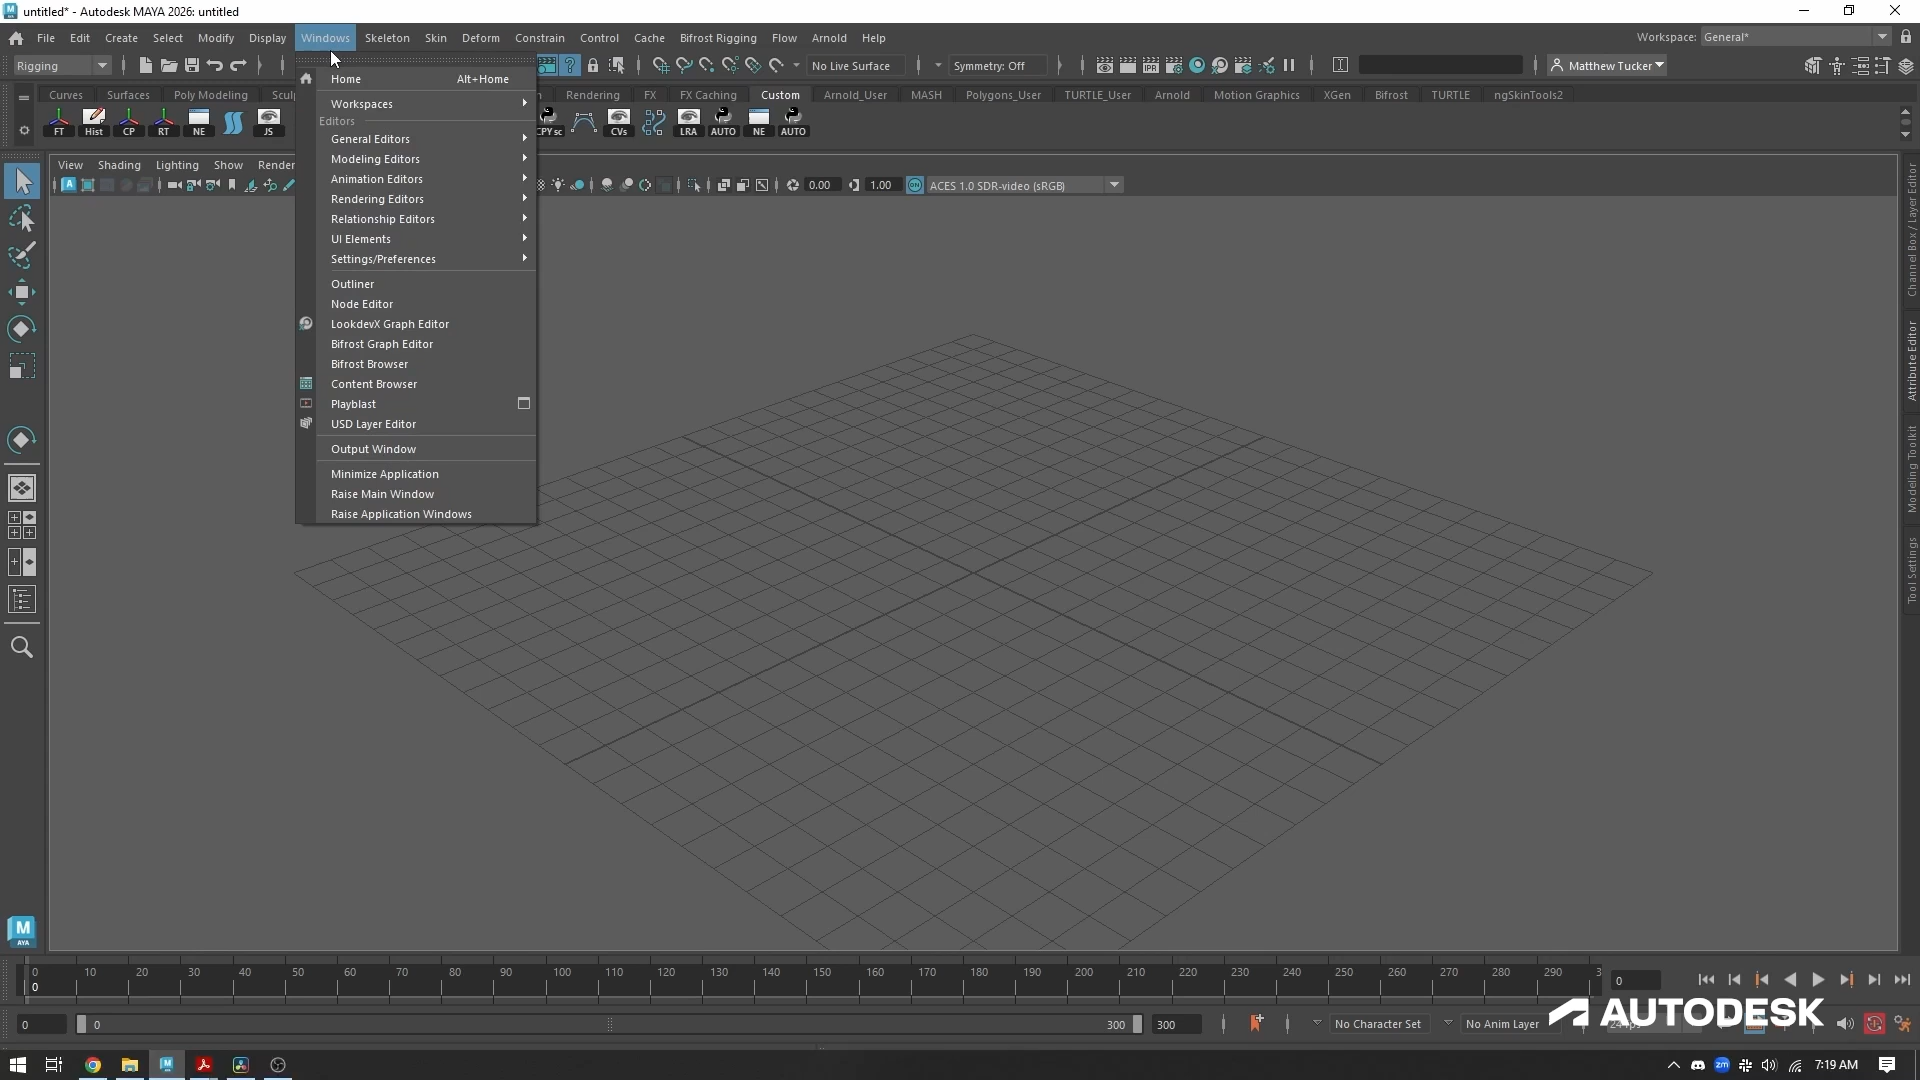 untitled* - Autodesk MAYA 2026: untitled
File Edit Create Select Modify Display Windows Skeleton Skin Deform Constrain Control Cache Bifrost Rigging Flow Arnold Help
Workspace: General*
Rigging
No Live Surface
Symmetry: Off
Matthew Tucker
Curves Surfaces Poly Modeling Rendering FX FX Caching Custom Arnold_User MASH Polygons_User TURTLE_User Arnold Motion Graphics XGen Bifrost TURTLE ngSkinTools2
FT Hist CP RT NE JS CVs LRA AUTO NE AUTO
View Shading Lighting Show
0.00 1.00 ON ACES 1.0 SDR-video (sRGB)
Home Alt+Home
Workspaces
Editors
General Editors
Modeling Editors
Animation Editors
Rendering Editors
Relationship Editors
UI Elements
Settings/Preferences
Outliner
Node Editor
LookdevX Graph Editor
Bifrost Graph Editor
Bifrost Browser
Content Browser
Playblast
USD Layer Editor
Output Window
Minimize Application
Raise Main Window
Raise Application Windows
Channel Box / Layer Editor
Attribute Editor
Modeling Toolkit
Tool Settings
M
AYA
0 10 20 30 40 50 60 70 80 90 100 110 120 130 140 150 160 170 180 190 200 210 220 230 240 250 260 270 280 290 3
0
0
0 0 300 300 No Character Set No Anim Layer
AUTODESK
zm
7:19 AM